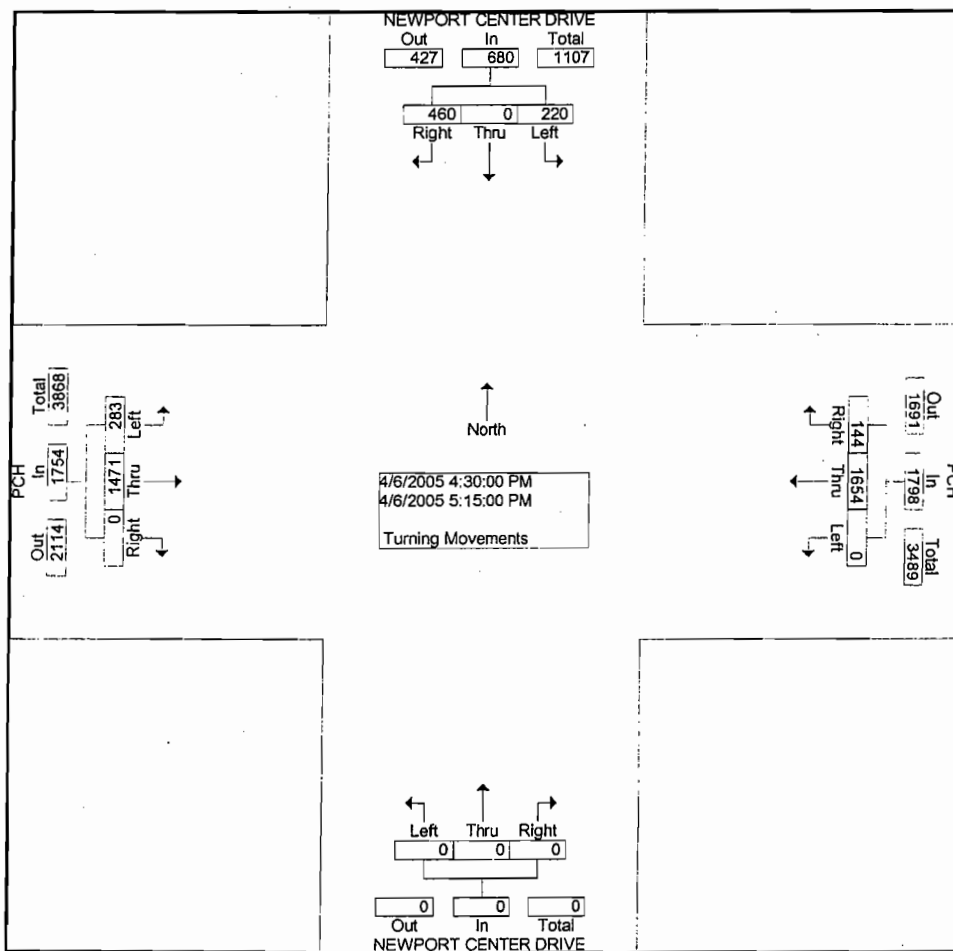 NEWPORT CENTER DRIVE
Out In Total
427 680 1107
460 0 220
Right Thru Left
PCH
Out In Total
2114 1754 3868
0 1471 283
Right Thru Left
North
4/6/2005 4:30:00 PM
4/6/2005 5:15:00 PM
Turning Movements
Right Thru Left
144 1654 0
Out In Total
1691 1798 3489
PCH
Left Thru Right
0 0 0
0 0 0
Out In Total
NEWPORT CENTER DRIVE